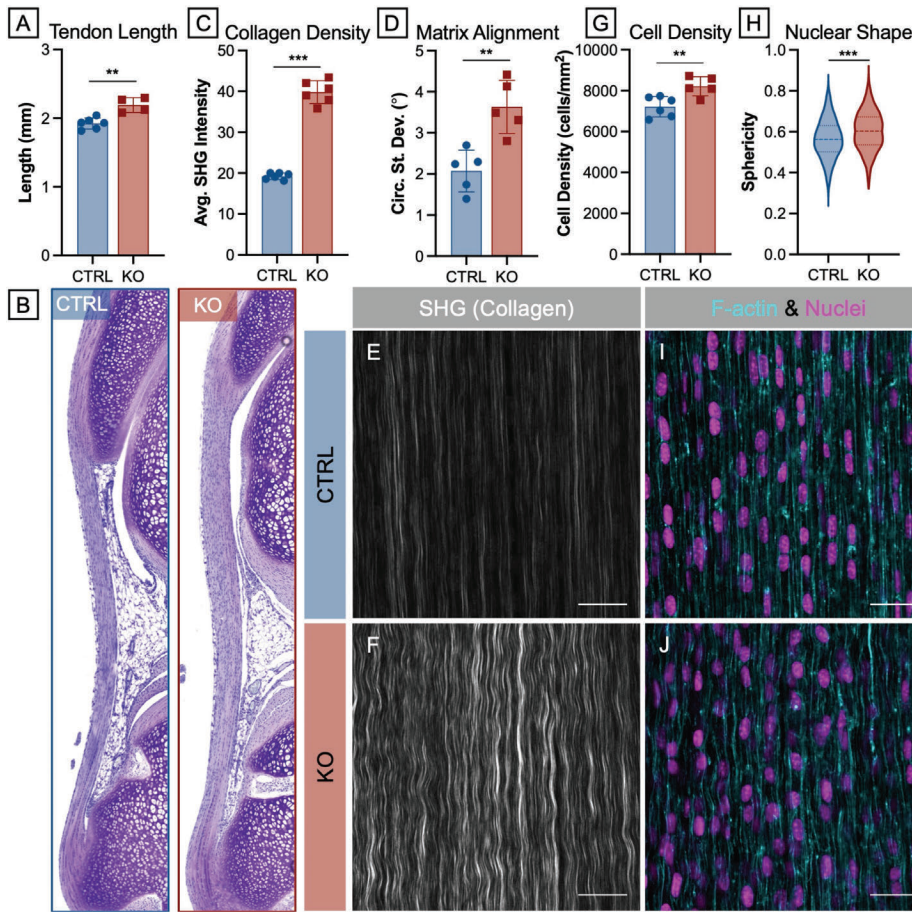 A
Tendon Length
**
Length (mm)
3
2
1
0
CTRL KO
C
Collagen Density
***
Avg. SHG Intensity
50
40
30
20
10
0
CTRL KO
D
Matrix Alignment
**
Circ. St. Dev. (°)
5
4
3
2
1
0
CTRL KO
G
Cell Density
**
Cell Density (cells/mm²)
10000
8000
6000
4000
2000
0
CTRL KO
H
Nuclear Shape
***
Sphericity
1.0
0.8
0.6
0.4
0.2
0.0
CTRL KO
B
CTRL
KO
SHG (Collagen)
F-actin & Nuclei
CTRL
E
I
KO
F
J